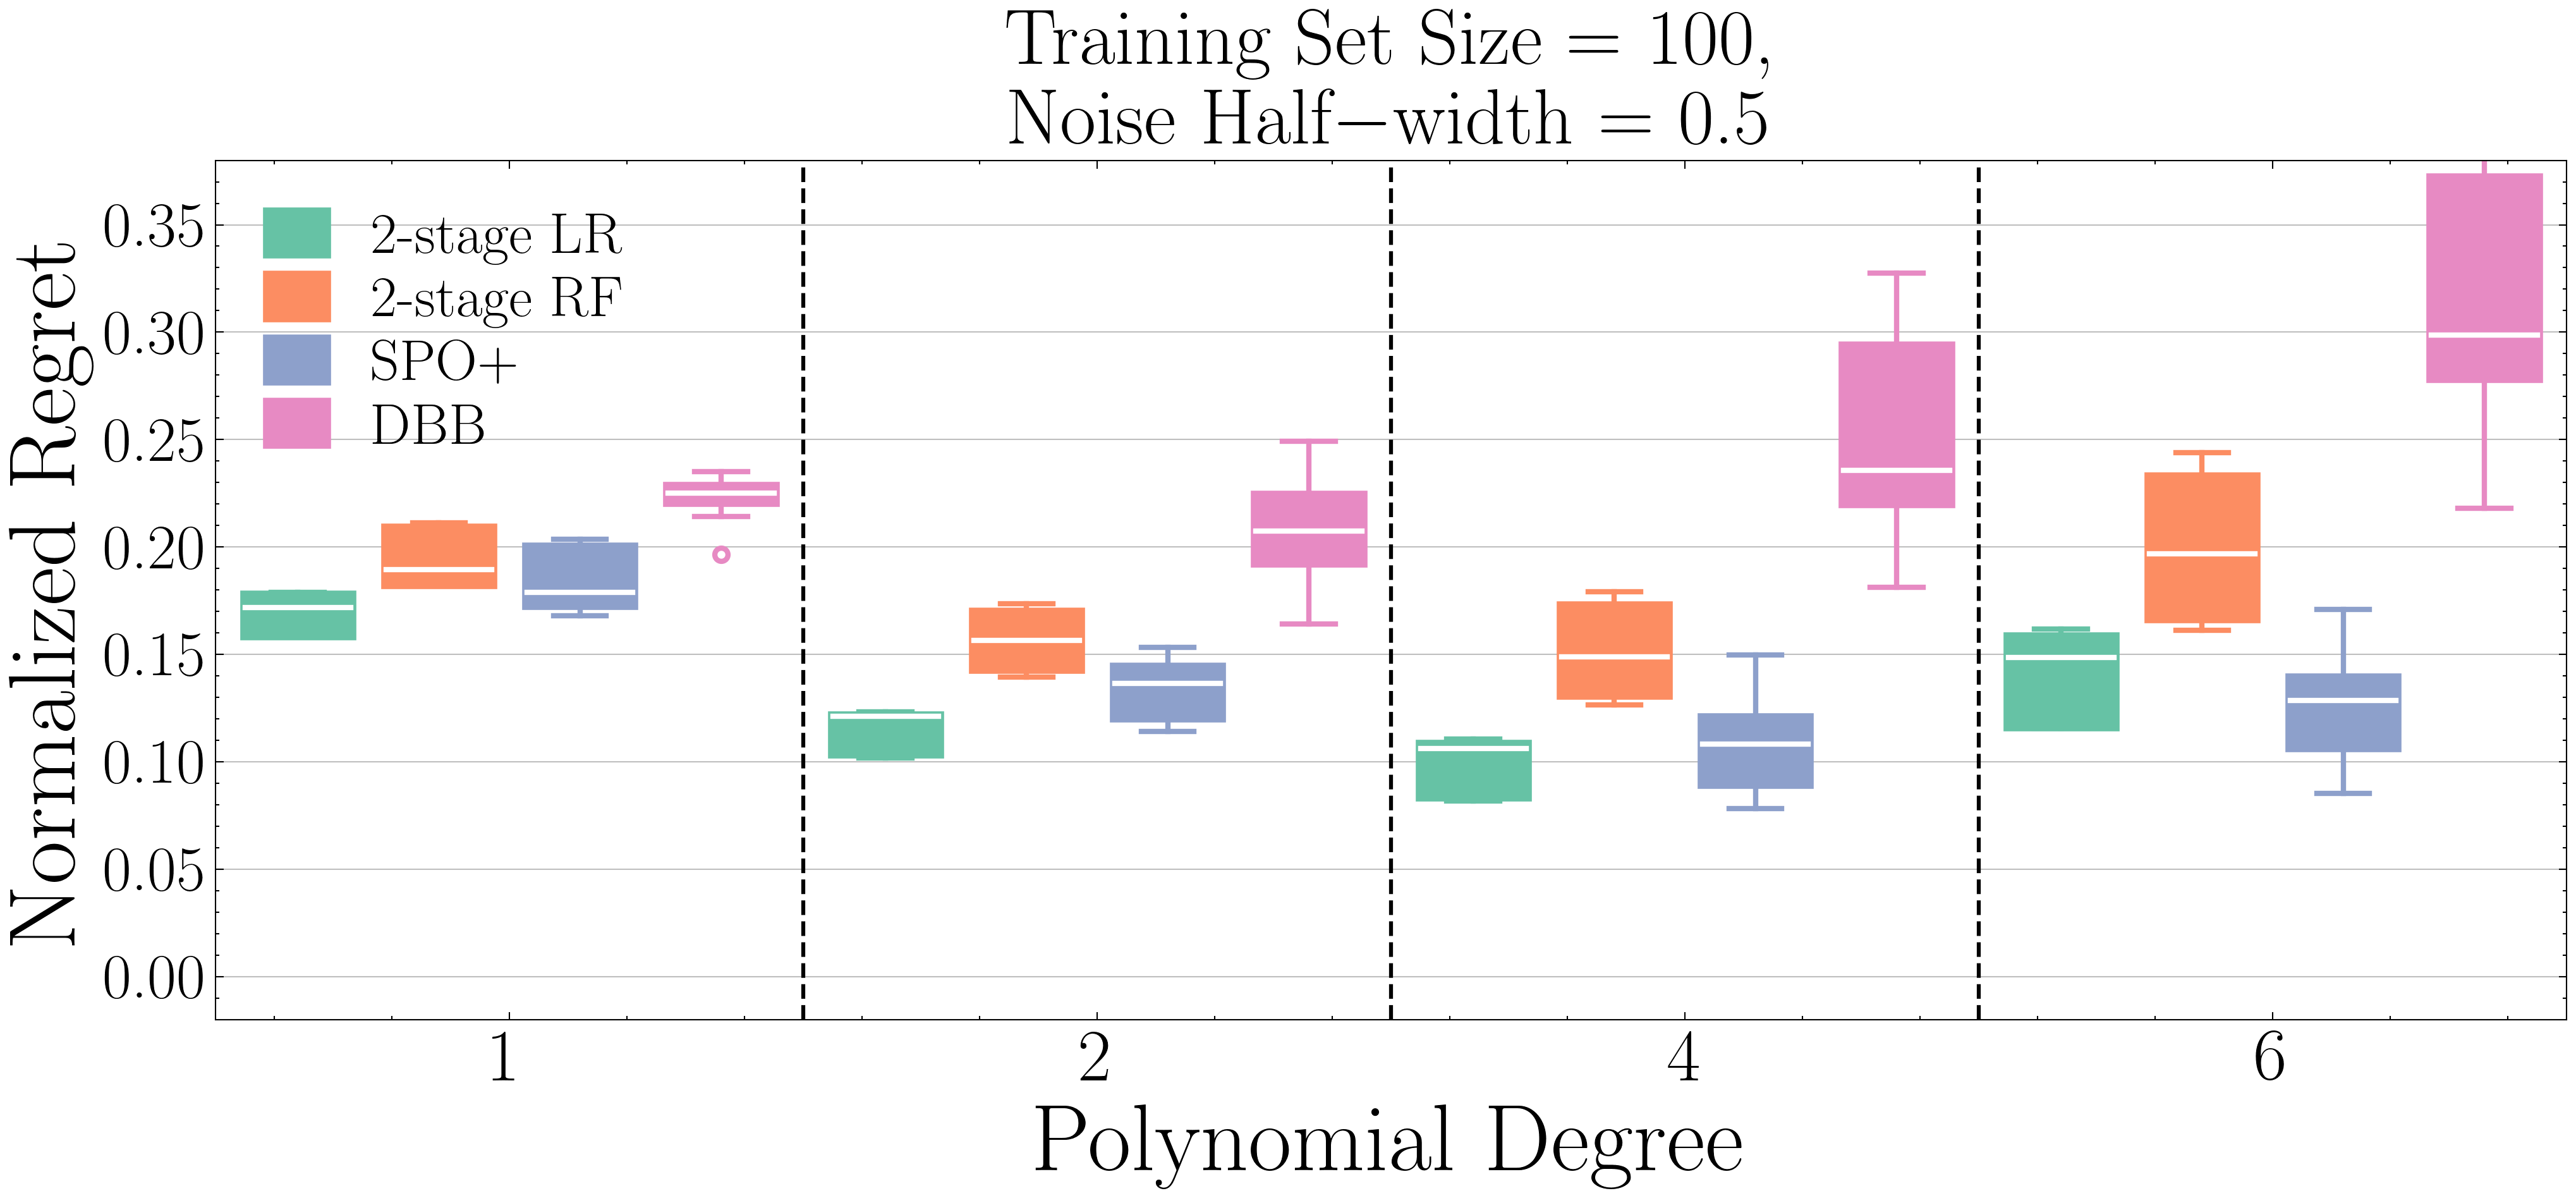 Training Set Size = 100,
Noise Half−width = 0.5
Normalized Regret
0.35
0.30
0.25
0.20
0.15
0.10
0.05
0.00
2-stage LR
2-stage RF
SPO+
DBB
1 2 4 6
Polynomial Degree